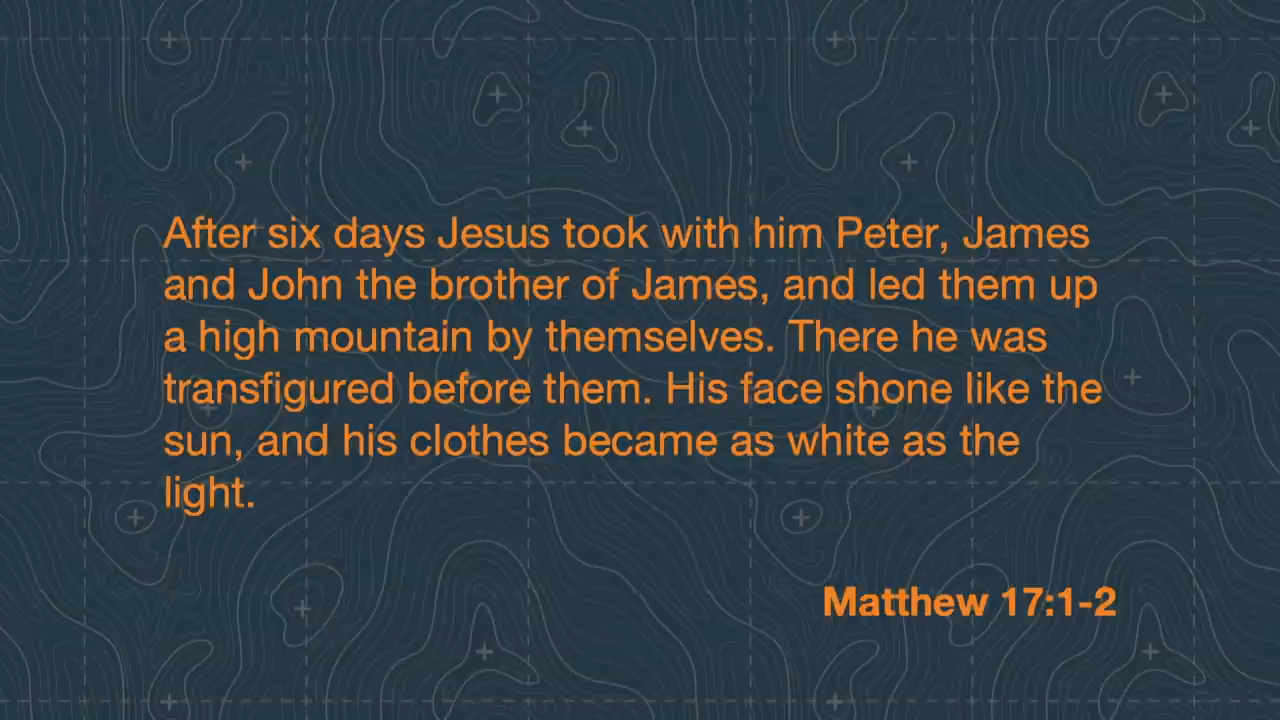 After six days Jesus took with him Peter, James
and John the brother of James, and led them up
a high mountain by themselves. There he was
transfigured before them. His face shone like the
sun, and his clothes became as white as the
light.
Matthew 17:1-2